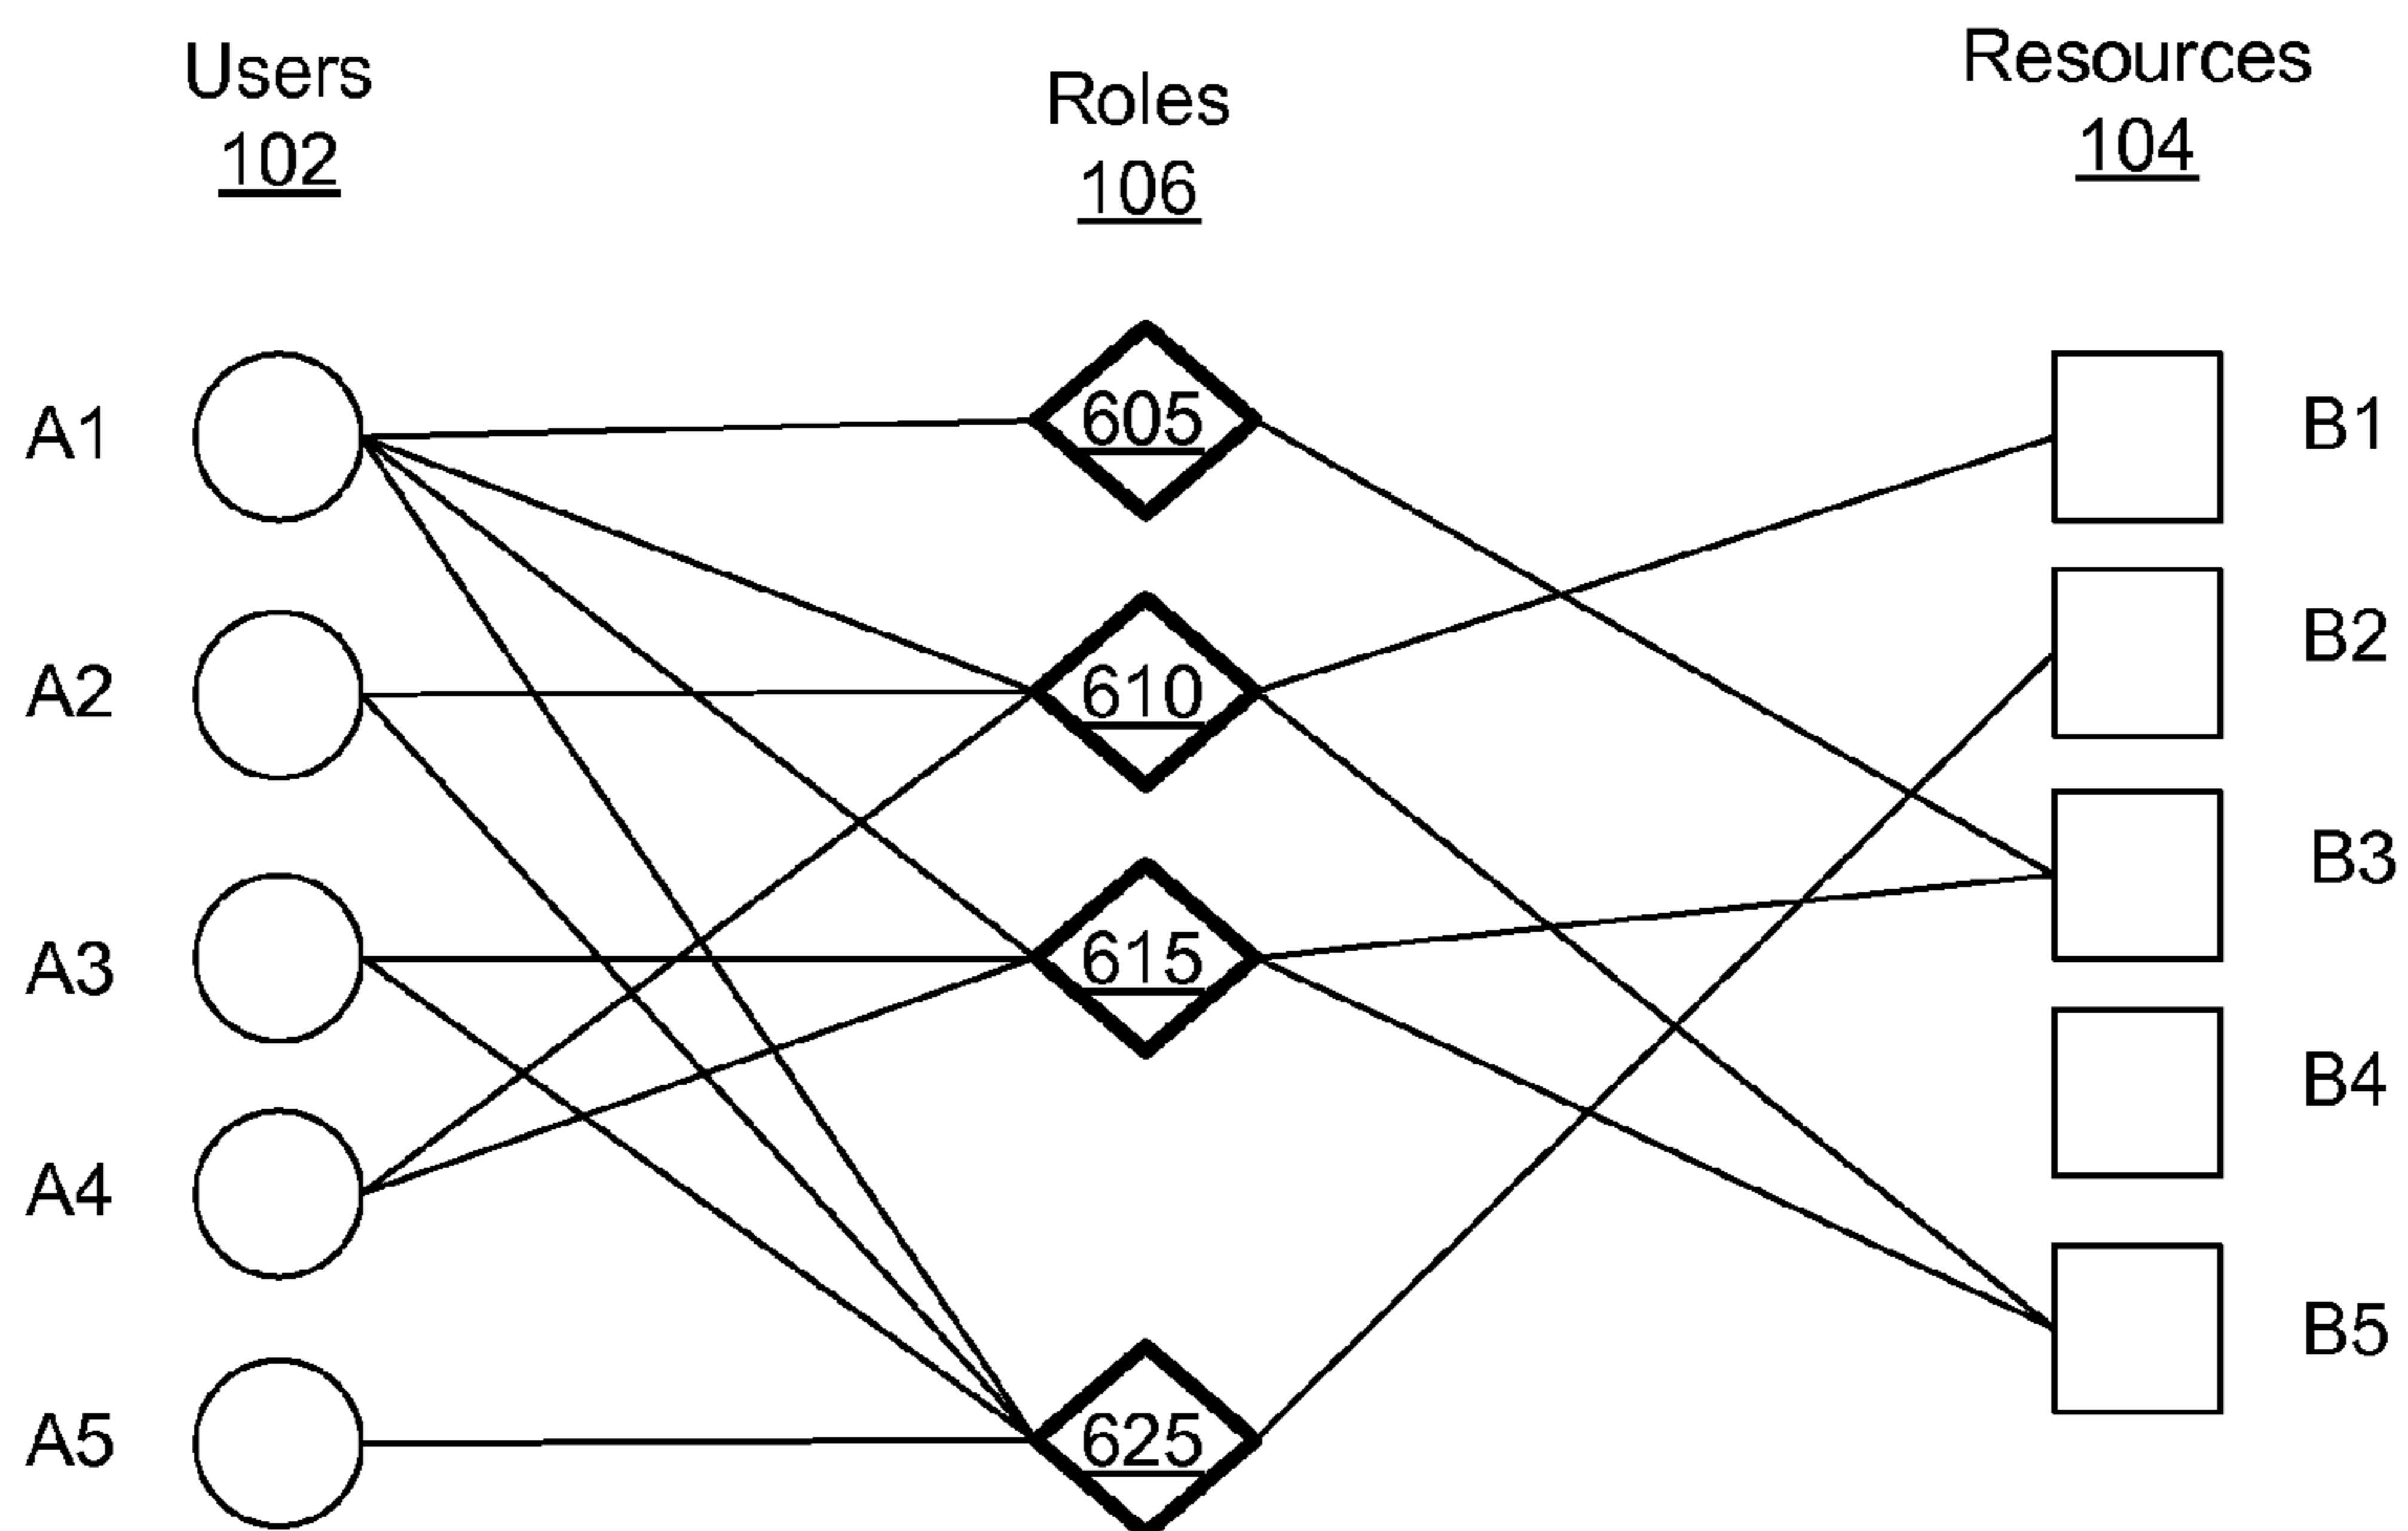 Users
102
Roles
106
Resources
104
A1
605
B1
A2
610
B2
A3
615
B3
A4
B4
A5
625
B5